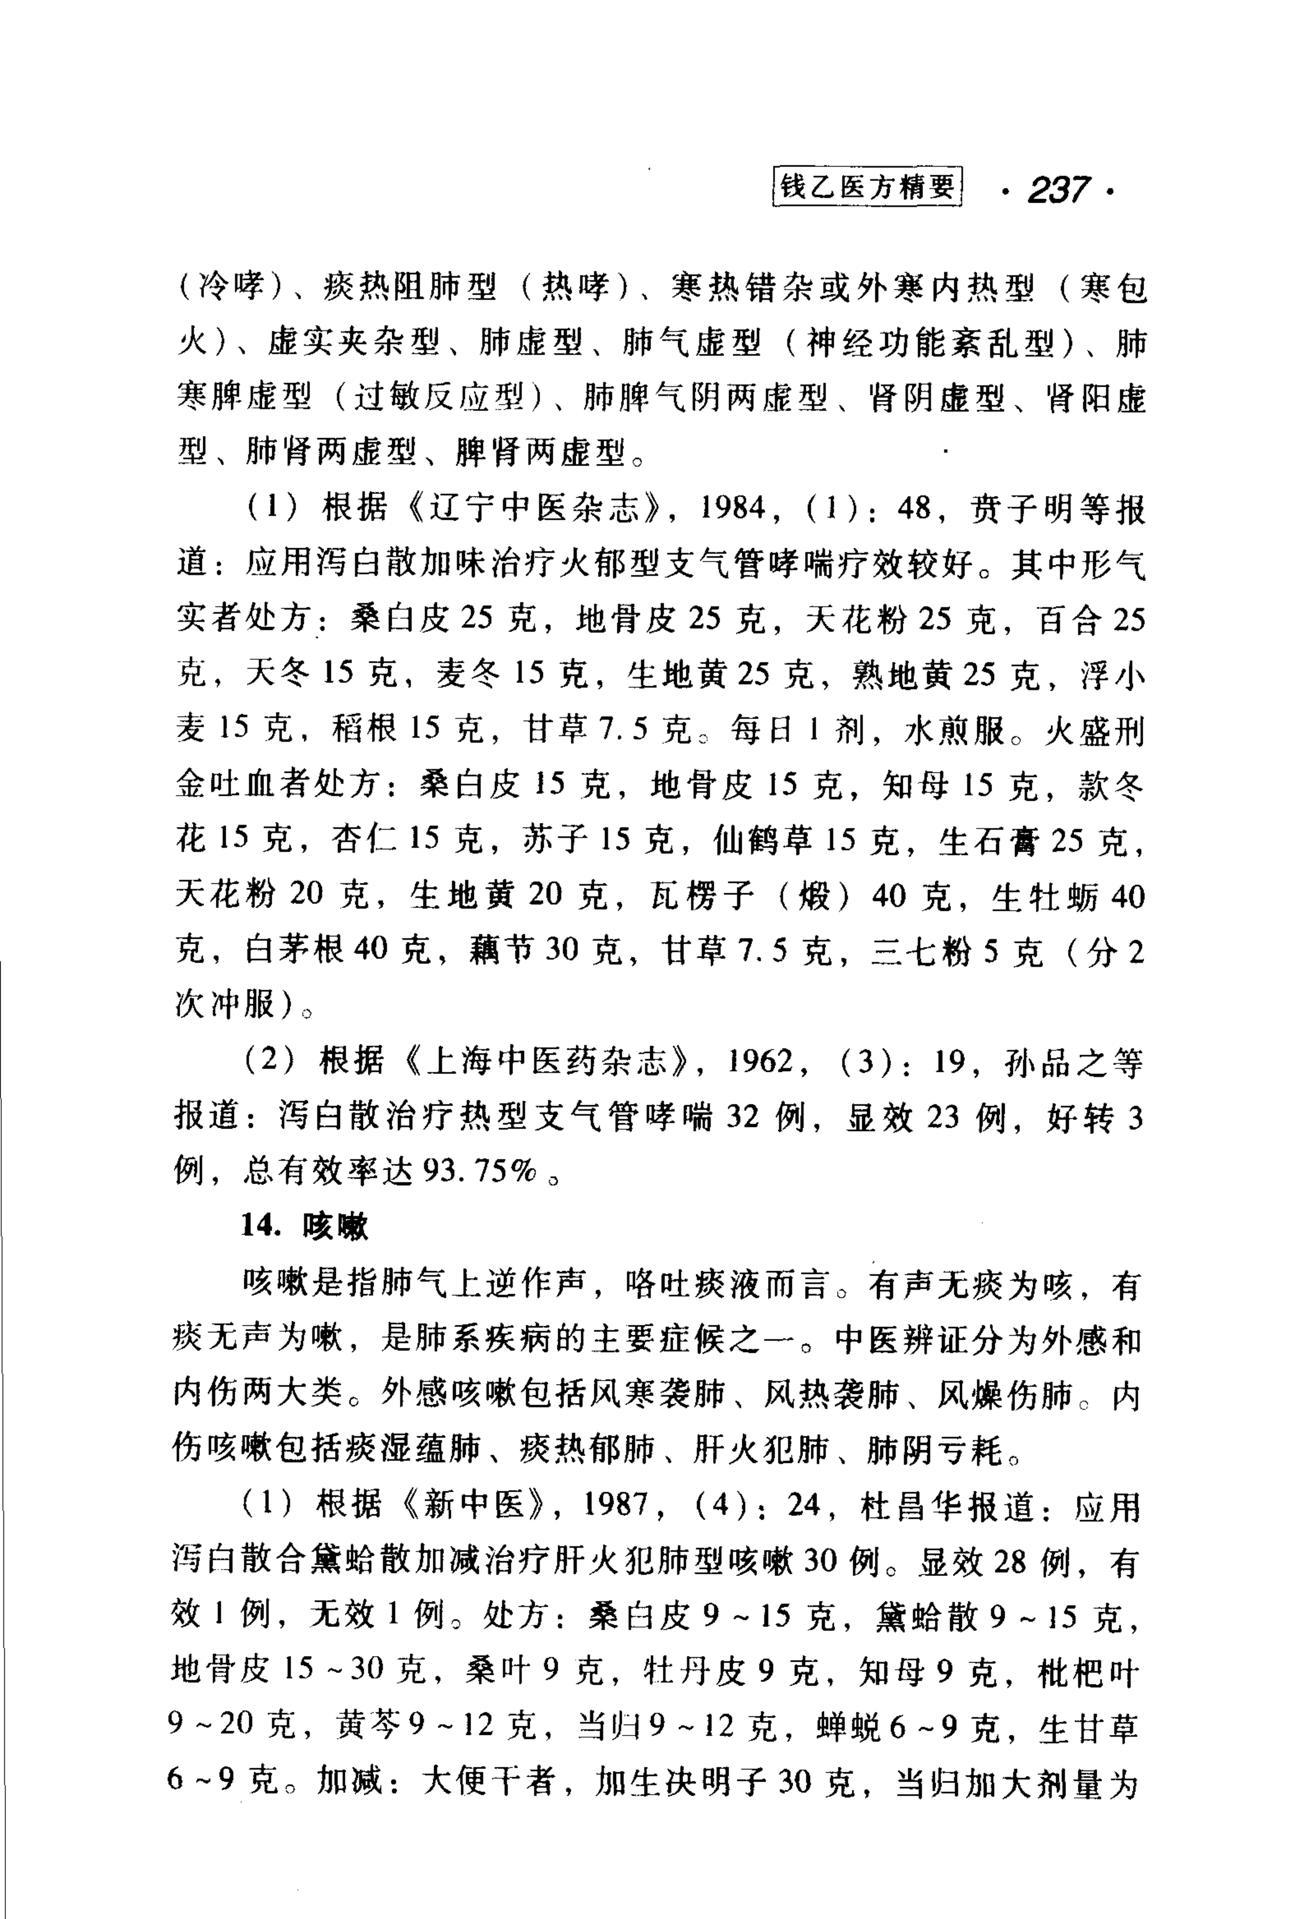 钱乙医方精要 · 237 ·
（冷哮）、痰热阻肺型（热哮）、寒热错杂或外寒内热型（寒包
火）、虚实夹杂型、肺虚型、肺气虚型（神经功能紊乱型）、肺
寒脾虚型（过敏反应型）、肺脾气阴两虚型、肾阴虚型、肾阳虚
型、肺肾两虚型、脾肾两虚型。
（1）根据《辽宁中医杂志》，1984，（1）：48，贲子明等报
道：应用泻白散加味治疗火郁型支气管哮喘疗效较好。其中形气
实者处方：桑白皮 25 克，地骨皮 25 克，天花粉 25 克，百合 25
克，天冬 15 克，麦冬 15 克，生地黄 25 克，熟地黄 25 克，浮小
麦 15 克，稻根 15 克，甘草 7.5 克。每日 1 剂，水煎服。火盛刑
金吐血者处方：桑白皮 15 克，地骨皮 15 克，知母 15 克，款冬
花 15 克，杏仁 15 克，苏子 15 克，仙鹤草 15 克，生石膏 25 克，
天花粉 20 克，生地黄 20 克，瓦楞子（煅）40 克，生牡蛎 40
克，白茅根 40 克，藕节 30 克，甘草 7.5 克，三七粉 5 克（分 2
次冲服）。
（2）根据《上海中医药杂志》，1962，（3）：19，孙品之等
报道：泻白散治疗热型支气管哮喘 32 例，显效 23 例，好转 3
例，总有效率达 93.75%。
14. 咳嗽
咳嗽是指肺气上逆作声，咯吐痰液而言。有声无痰为咳，有
痰无声为嗽，是肺系疾病的主要症候之一。中医辨证分为外感和
内伤两大类。外感咳嗽包括风寒袭肺、风热袭肺、风燥伤肺。内
伤咳嗽包括痰湿蕴肺、痰热郁肺、肝火犯肺、肺阴亏耗。
（1）根据《新中医》，1987，（4）：24，杜昌华报道：应用
泻白散合黛蛤散加减治疗肝火犯肺型咳嗽 30 例。显效 28 例，有
效 1 例，无效 1 例。处方：桑白皮 9～15 克，黛蛤散 9～15 克，
地骨皮 15～30 克，桑叶 9 克，牡丹皮 9 克，知母 9 克，枇杷叶
9～20 克，黄芩 9～12 克，当归 9～12 克，蝉蜕 6～9 克，生甘草
6～9 克。加减：大便干者，加生决明子 30 克，当归加大剂量为